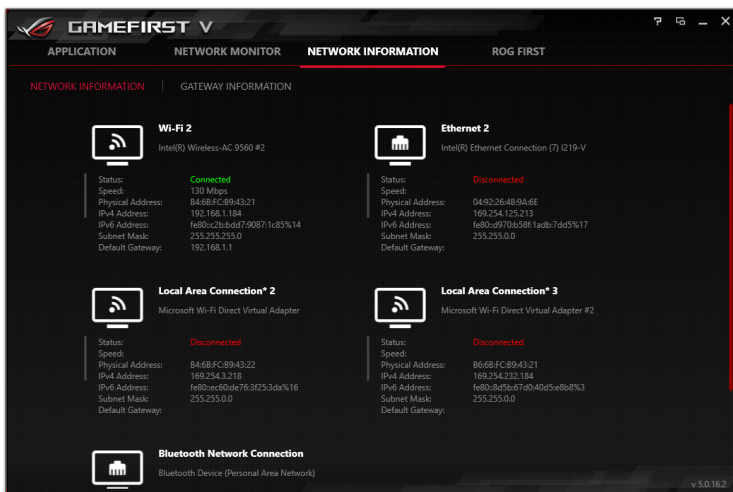 GAMEFIRST V
APPLICATION NETWORK MONITOR NETWORK INFORMATION ROG FIRST
NETWORK INFORMATION GATEWAY INFORMATION
Wi-Fi 2
Intel(R) Wireless-AC 9560 #2
Status: Connected
Speed: 130 Mbps
Physical Address: B4:6B:FC:B9:43:21
IPv4 Address: 192.168.1.184
IPv6 Address: fe80::c2b:bdd7:9087:1c85%14
Subnet Mask: 255.255.255.0
Default Gateway: 192.168.1.1
Ethernet 2
Intel(R) Ethernet Connection (7) I219-V
Status: Disconnected
Speed:
Physical Address: 04:92:26:4B:9A:6E
IPv4 Address: 169.254.125.213
IPv6 Address: fe80::d970:b58f:1adb:7dd5%17
Subnet Mask: 255.255.0.0
Default Gateway:
Local Area Connection* 2
Microsoft Wi-Fi Direct Virtual Adapter
Status: Disconnected
Speed:
Physical Address: B4:6B:FC:B9:43:22
IPv4 Address: 169.254.3.218
IPv6 Address: fe80::ec60:de76:3f25:3da%16
Subnet Mask: 255.255.0.0
Default Gateway:
Local Area Connection* 3
Microsoft Wi-Fi Direct Virtual Adapter #2
Status: Disconnected
Speed:
Physical Address: B6:6B:FC:B9:43:21
IPv4 Address: 169.254.232.184
IPv6 Address: fe80::8d5b:67d0:40d5:e8b8%3
Subnet Mask: 255.255.0.0
Default Gateway:
Bluetooth Network Connection
Bluetooth Device (Personal Area Network)
v 5.0.16.2